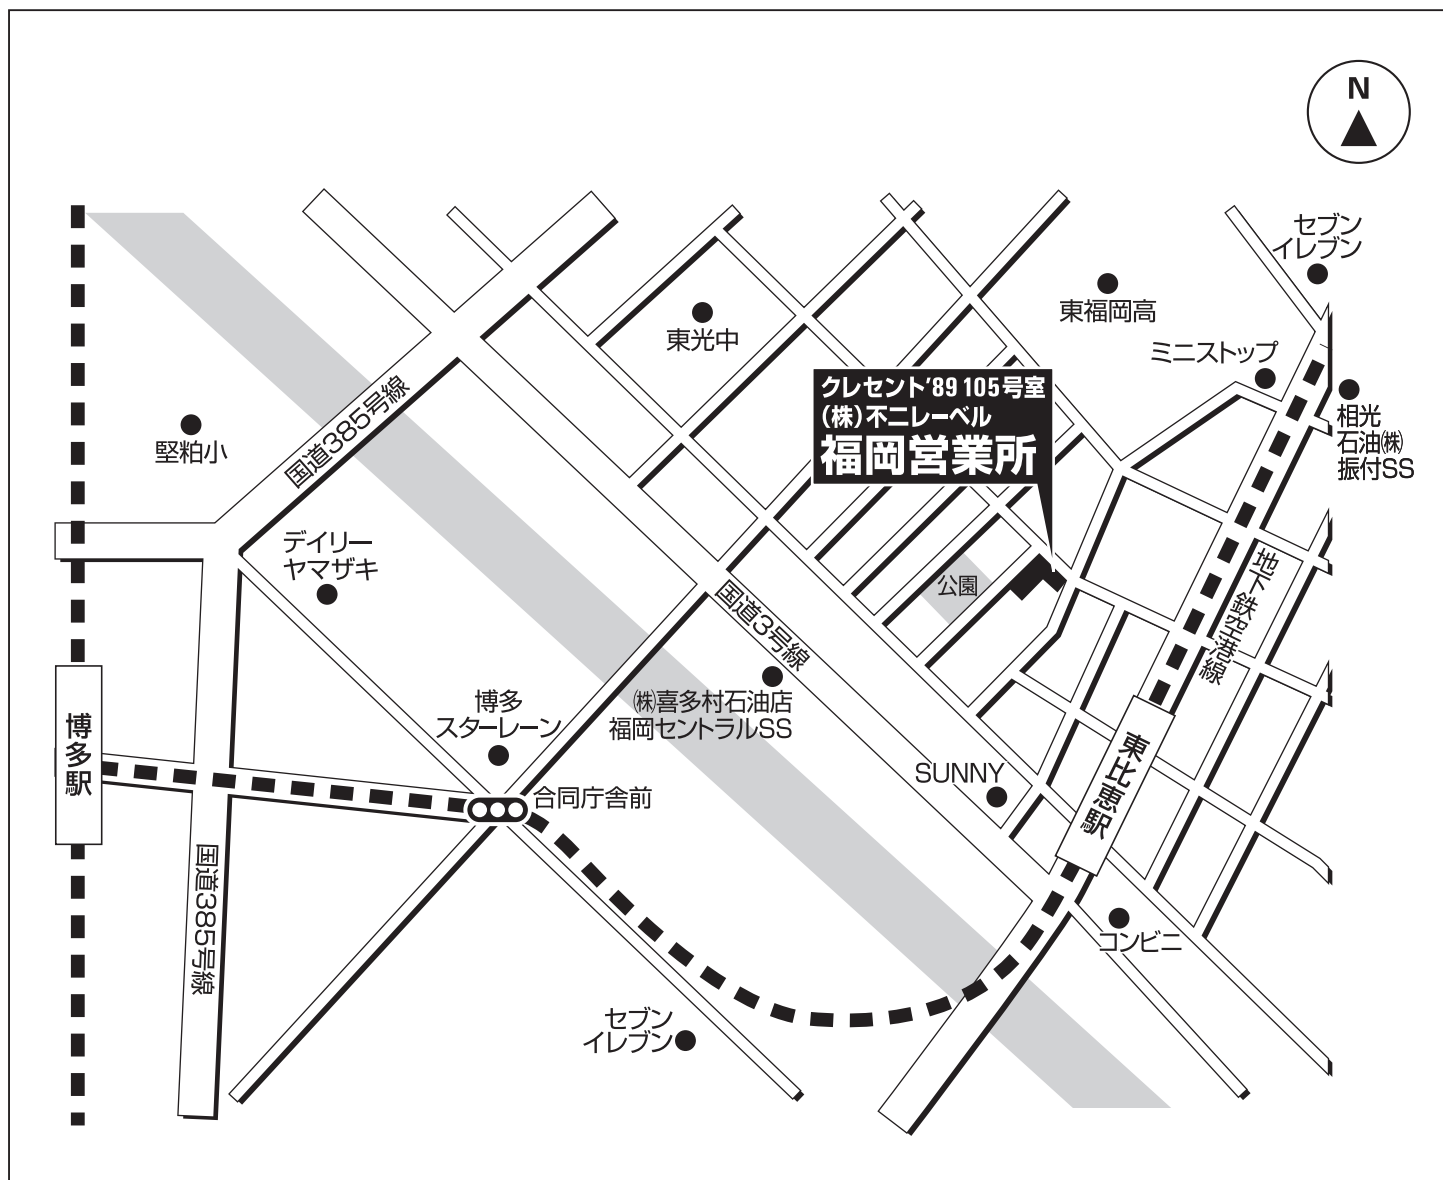 N
セブン
イレブン
東福岡高
東光中
ミニストップ
クレセント'89 105号室
(株)不二レーベル
福岡営業所
相光
石油㈱
振付SS
国道385号線
堅粕小
デイリー
ヤマザキ
公園
地下鉄空港線
国道3号線
㈱喜多村石油店
福岡セントラルSS
博多
スターレーン
博多駅
合同庁舎前
SUNNY
東比恵駅
国道385号線
コンビニ
セブン
イレブン